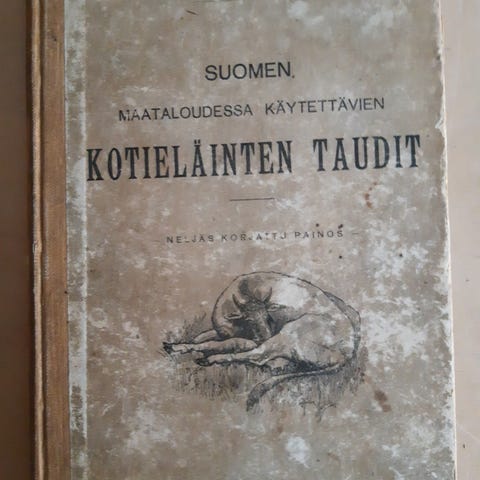 SUOMEN,
MAATALOUDESSA KÄYTETTÄVIEN
KOTIELÄINTEN TAUDIT
— NELJÄS KORJATTU PAINOS —